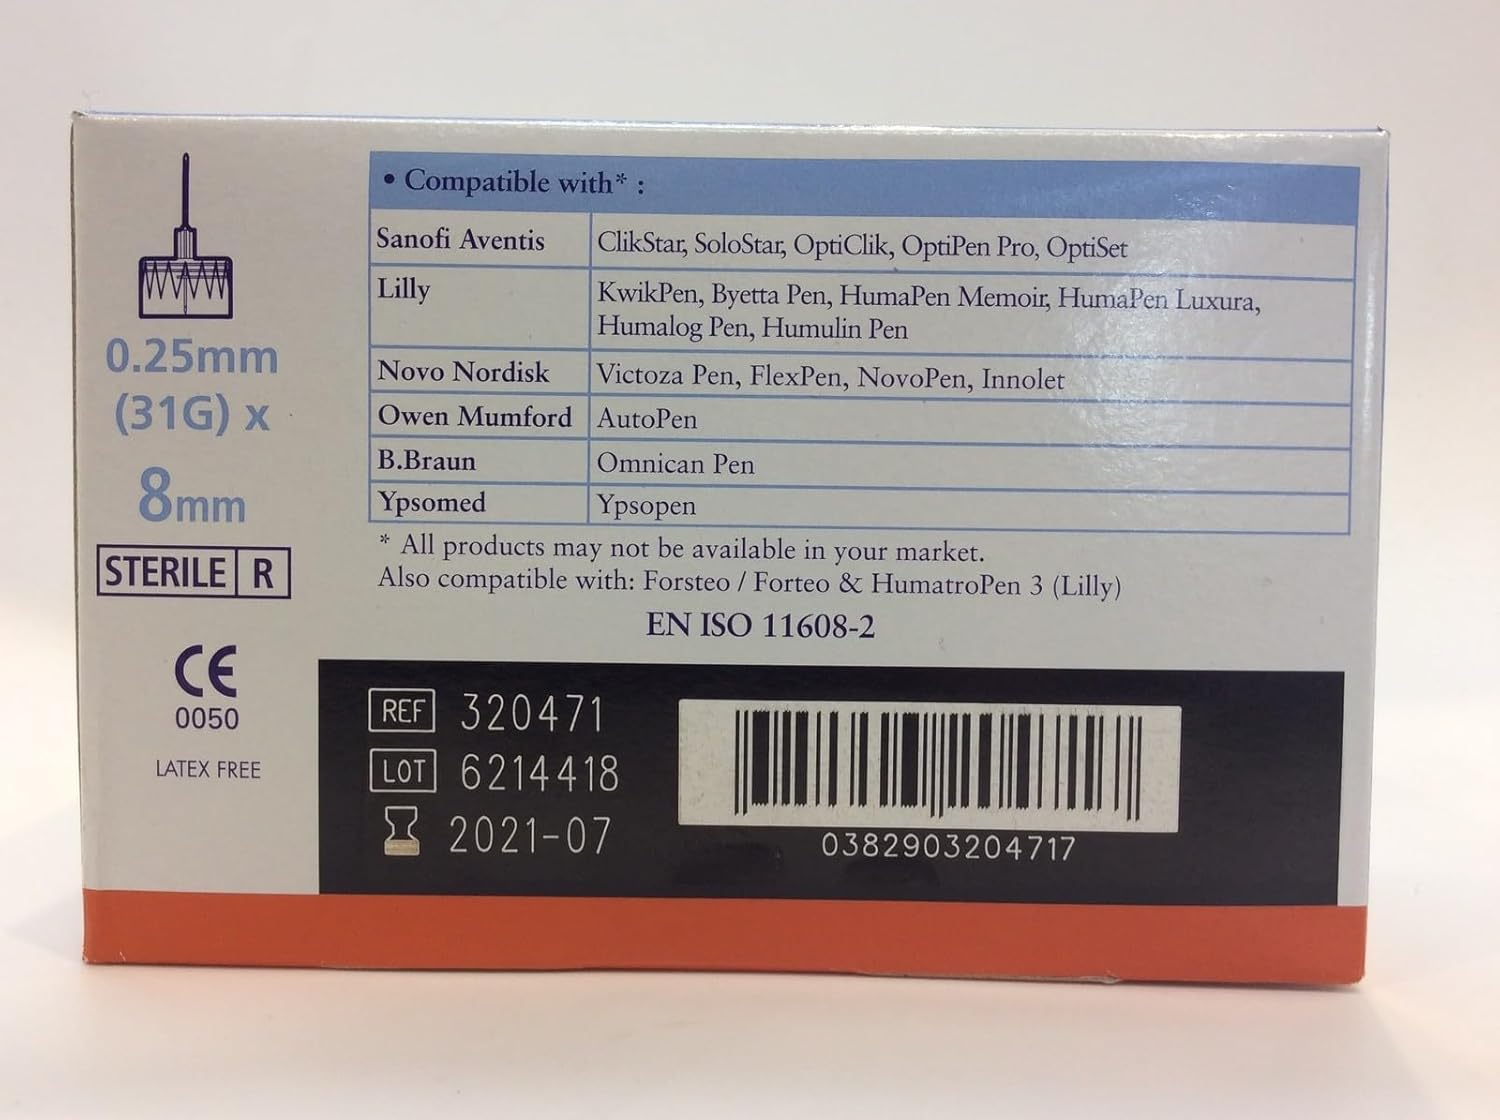 • Compatible with* :
Sanofi Aventis ClikStar, SoloStar, OptiClik, OptiPen Pro, OptiSet
Lilly KwikPen, Byetta Pen, HumaPen Memoir, HumaPen Luxura,
Humalog Pen, Humulin Pen
Novo Nordisk Victoza Pen, FlexPen, NovoPen, Innolet
Owen Mumford AutoPen
B.Braun Omnican Pen
Ypsomed Ypsopen
* All products may not be available in your market.
Also compatible with: Forsteo / Forteo & HumatroPen 3 (Lilly)
EN ISO 11608-2
0.25mm
(31G) x
8mm
STERILE R
CE
0050
LATEX FREE
REF 320471
LOT 6214418
2021-07
0382903204717